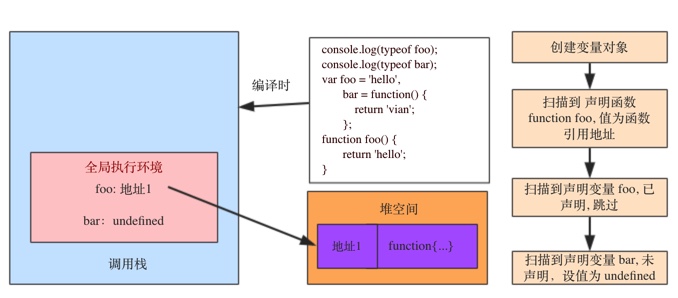 编译时
console.log(typeof foo);
console.log(typeof bar);
var foo = 'hello',
bar = function() {
return 'vian';
};
function foo() {
return 'hello';
}
全局执行环境
foo: 地址1
bar: undefined
调用栈
堆空间
地址1
function{...}
创建变量对象
扫描到 声明函数
function foo, 值为函数
引用地址
扫描到声明变量 foo, 已
声明, 跳过
扫描到声明变量 bar, 未
声明，设值为 undefined